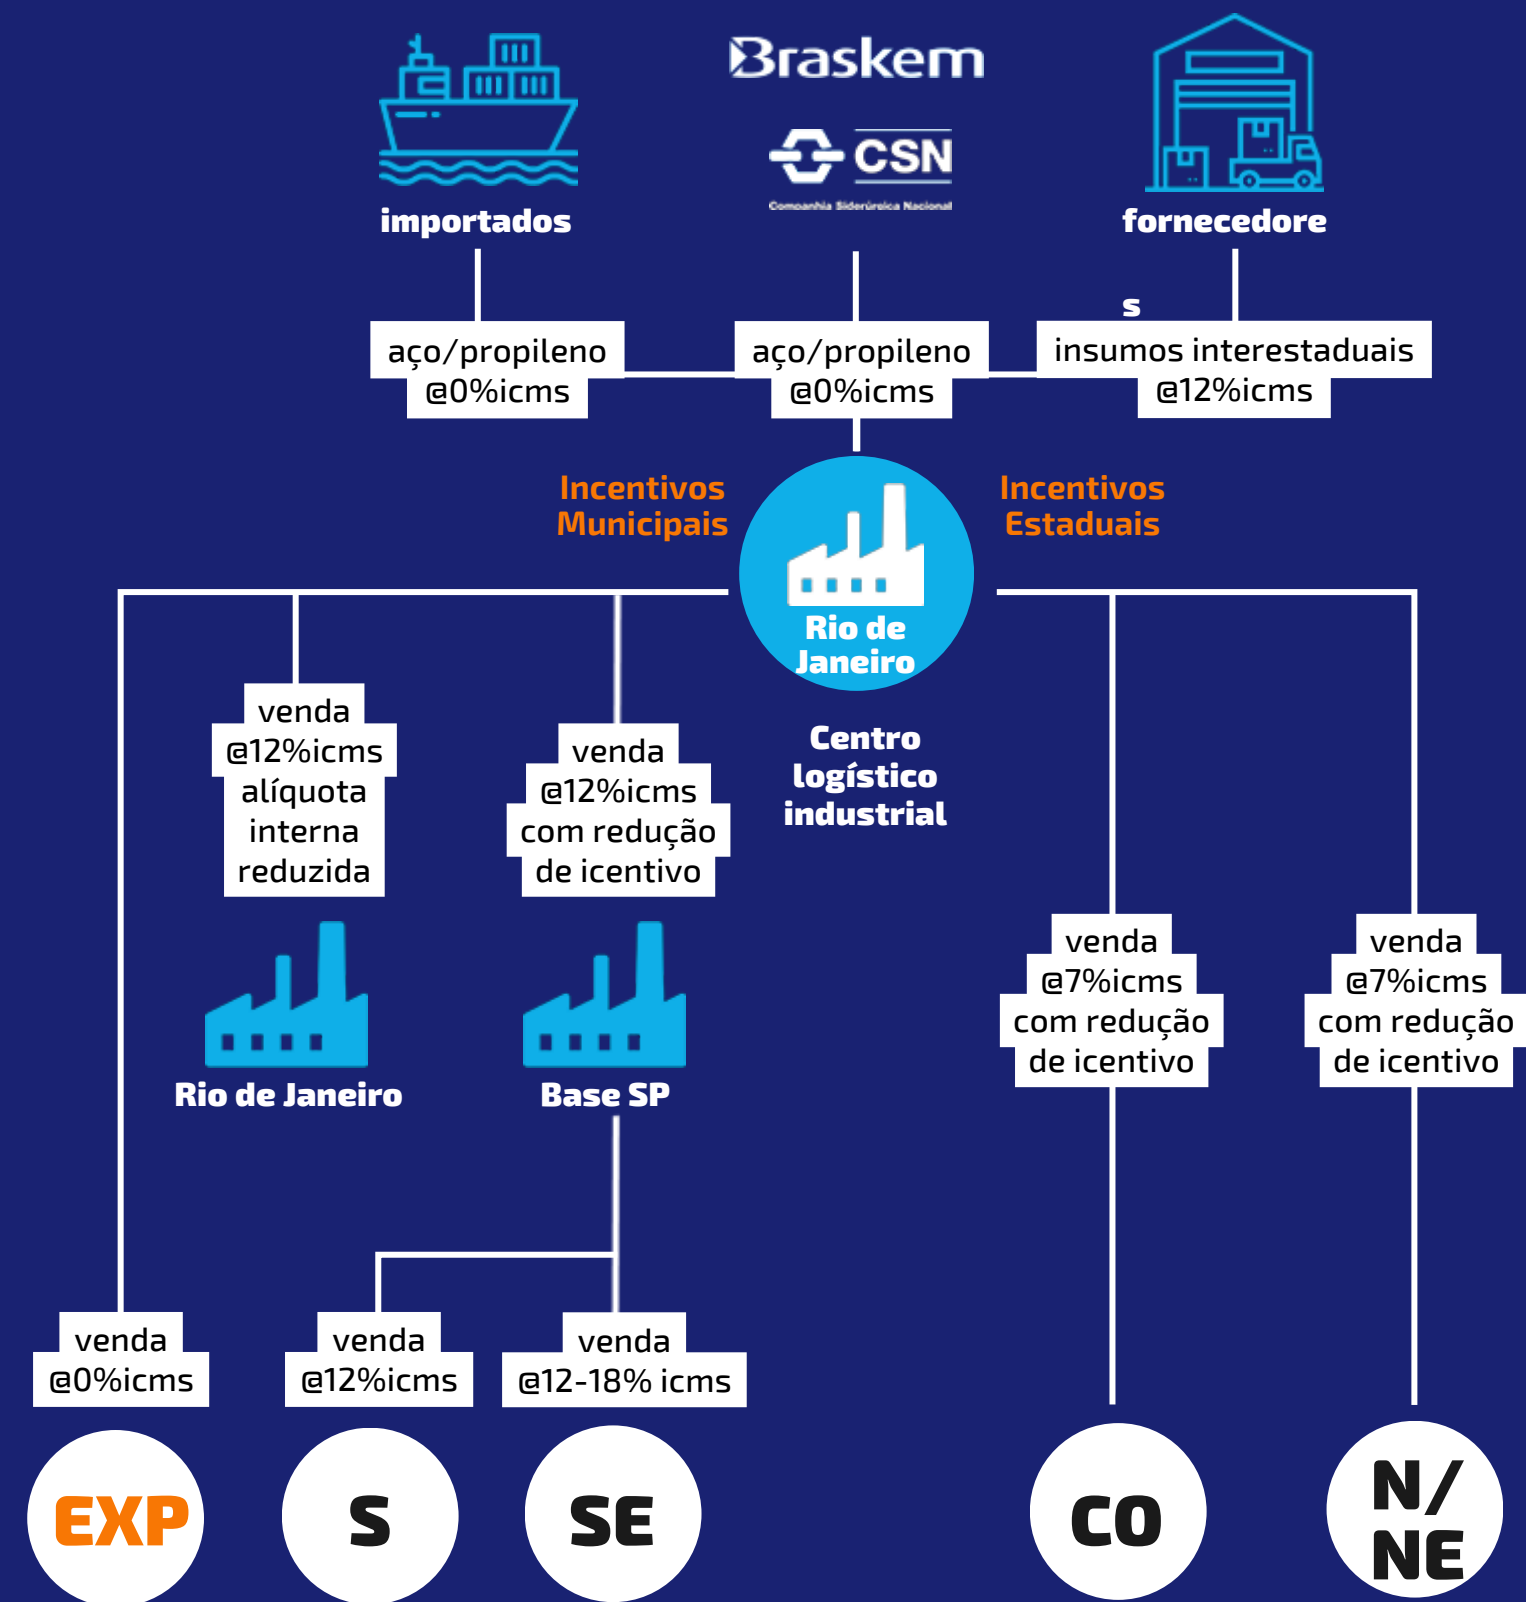 Braskem
CSN
Companhia Siderúrgica Nacional
importados
fornecedore
s
aço/propileno
@0%icms
aço/propileno
@0%icms
insumos interestaduais
@12%icms
Incentivos
Municipais
Incentivos
Estaduais
Rio de
Janeiro
Centro
logístico
industrial
venda
@12%icms
alíquota
interna
reduzida
venda
@12%icms
com redução
de icentivo
Rio de Janeiro
Base SP
venda
@7%icms
com redução
de icentivo
venda
@7%icms
com redução
de icentivo
venda
@0%icms
venda
@12%icms
venda
@12-18% icms
EXP
S
SE
CO
N/
NE